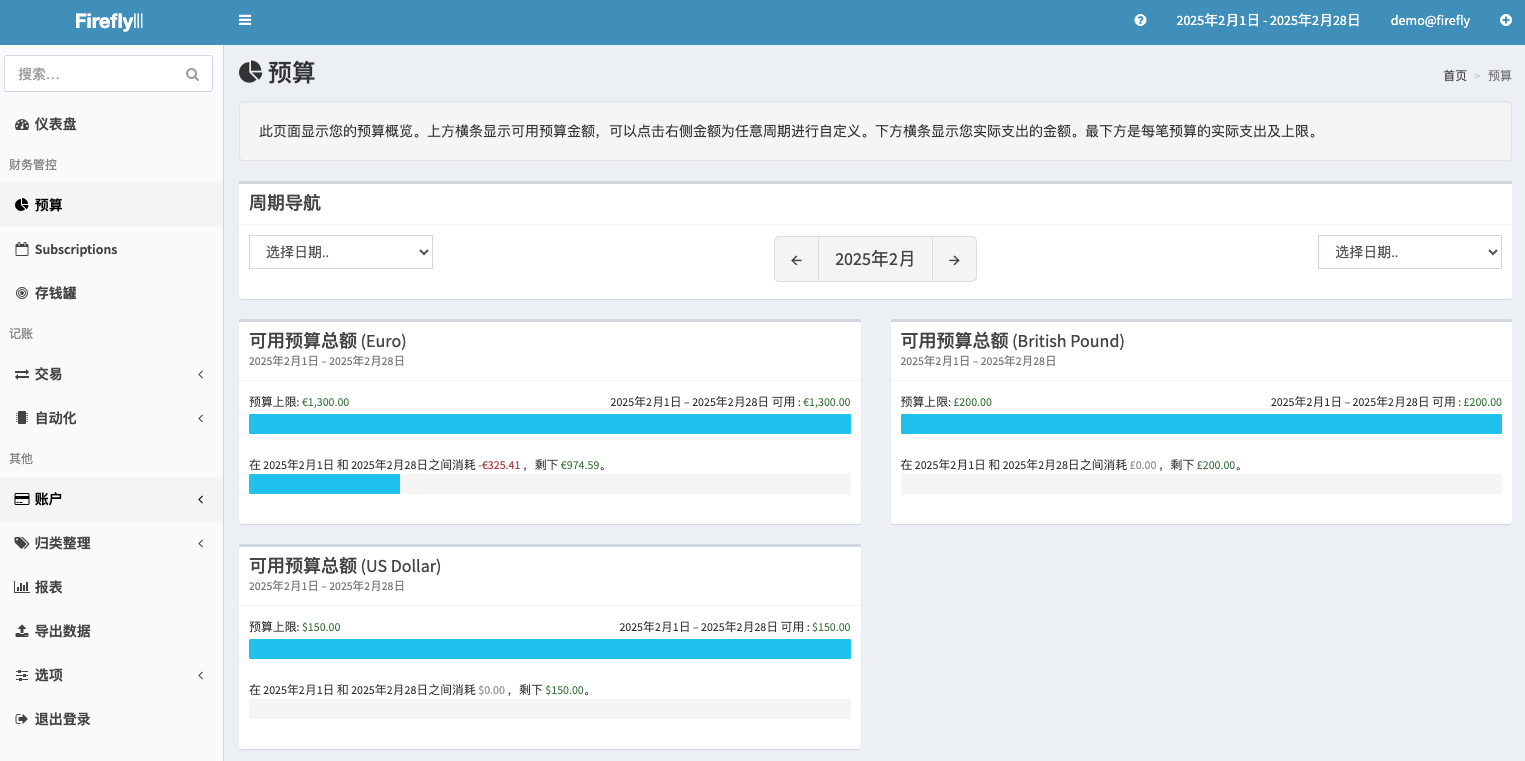 FireflyIII
2025年2月1日 - 2025年2月28日
demo@firefly
搜索...
仪表盘
财务管控
预算
Subscriptions
存钱罐
记账
交易
自动化
其他
账户
归类整理
报表
导出数据
选项
退出登录
预算
首页 > 预算
此页面显示您的预算概览。上方横条显示可用预算金额，可以点击右侧金额为任意周期进行自定义。下方横条显示您实际支出的金额。最下方是每笔预算的实际支出及上限。
周期导航
选择日期..
← 2025年2月 →
选择日期..
可用预算总额 (Euro)
2025年2月1日 – 2025年2月28日
预算上限: €1,300.00
2025年2月1日 – 2025年2月28日 可用 : €1,300.00
在 2025年2月1日 和 2025年2月28日之间消耗 -€325.41 ，剩下 €974.59。
可用预算总额 (British Pound)
2025年2月1日 – 2025年2月28日
预算上限: £200.00
2025年2月1日 – 2025年2月28日 可用 : £200.00
在 2025年2月1日 和 2025年2月28日之间消耗 £0.00 ，剩下 £200.00。
可用预算总额 (US Dollar)
2025年2月1日 – 2025年2月28日
预算上限: $150.00
2025年2月1日 – 2025年2月28日 可用 : $150.00
在 2025年2月1日 和 2025年2月28日之间消耗 $0.00 ，剩下 $150.00。